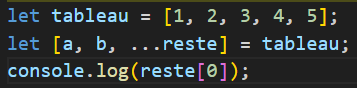 let tableau = [1, 2, 3, 4, 5];
let [a, b, ...reste] = tableau;
console.log(reste[0]);